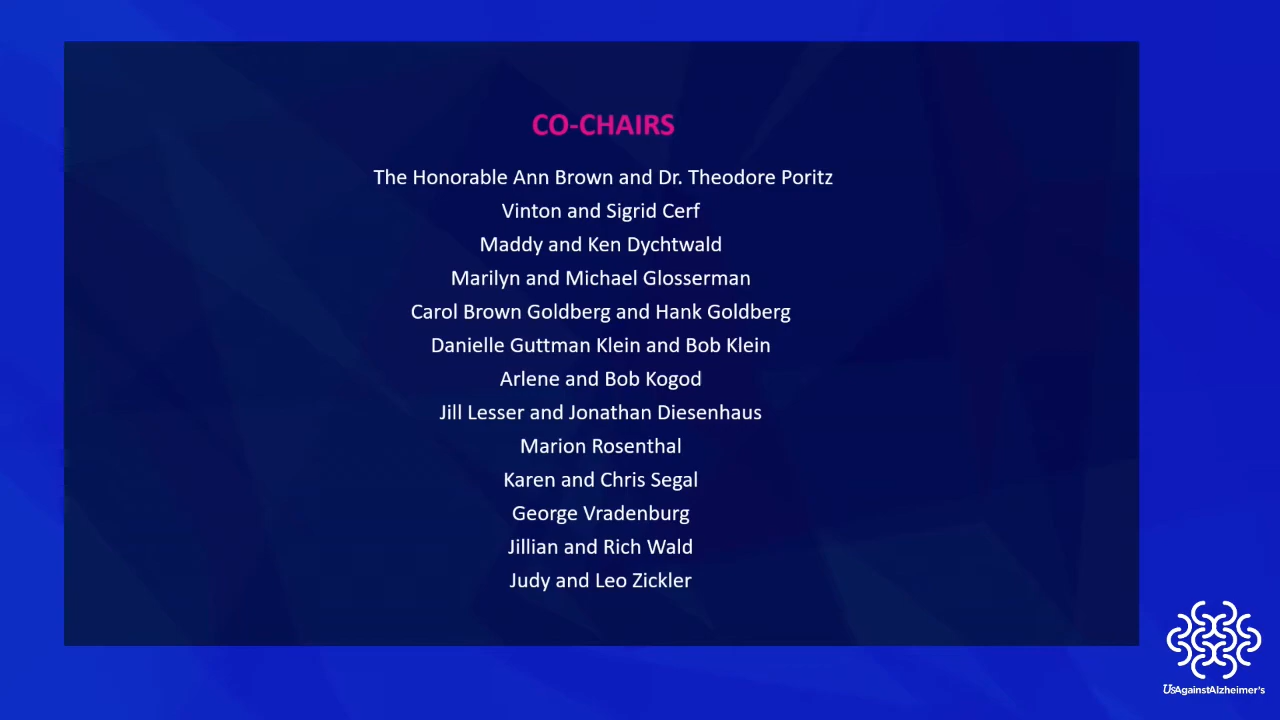 CO-CHAIRS
The Honorable Ann Brown and Dr. Theodore Poritz
Vinton and Sigrid Cerf
Maddy and Ken Dychtwald
Marilyn and Michael Glosserman
Carol Brown Goldberg and Hank Goldberg
Danielle Guttman Klein and Bob Klein
Arlene and Bob Kogod
Jill Lesser and Jonathan Diesenhaus
Marion Rosenthal
Karen and Chris Segal
George Vradenburg
Jillian and Rich Wald
Judy and Leo Zickler
UsAgainstAlzheimer's